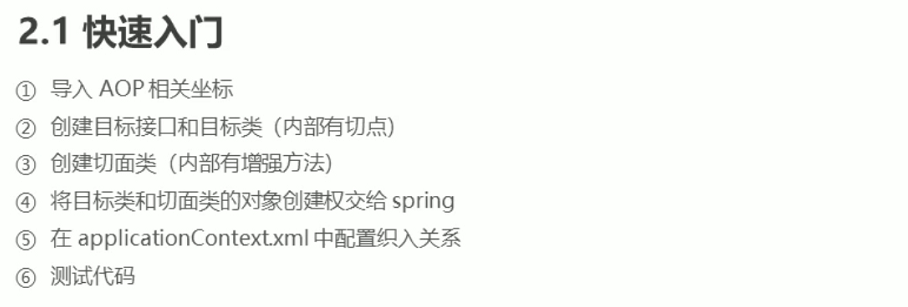 2.1 快速入门
① 导入 AOP 相关坐标
② 创建目标接口和目标类（内部有切点）
③ 创建切面类（内部有增强方法）
④ 将目标类和切面类的对象创建权交给 spring
⑤ 在 applicationContext.xml 中配置织入关系
⑥ 测试代码